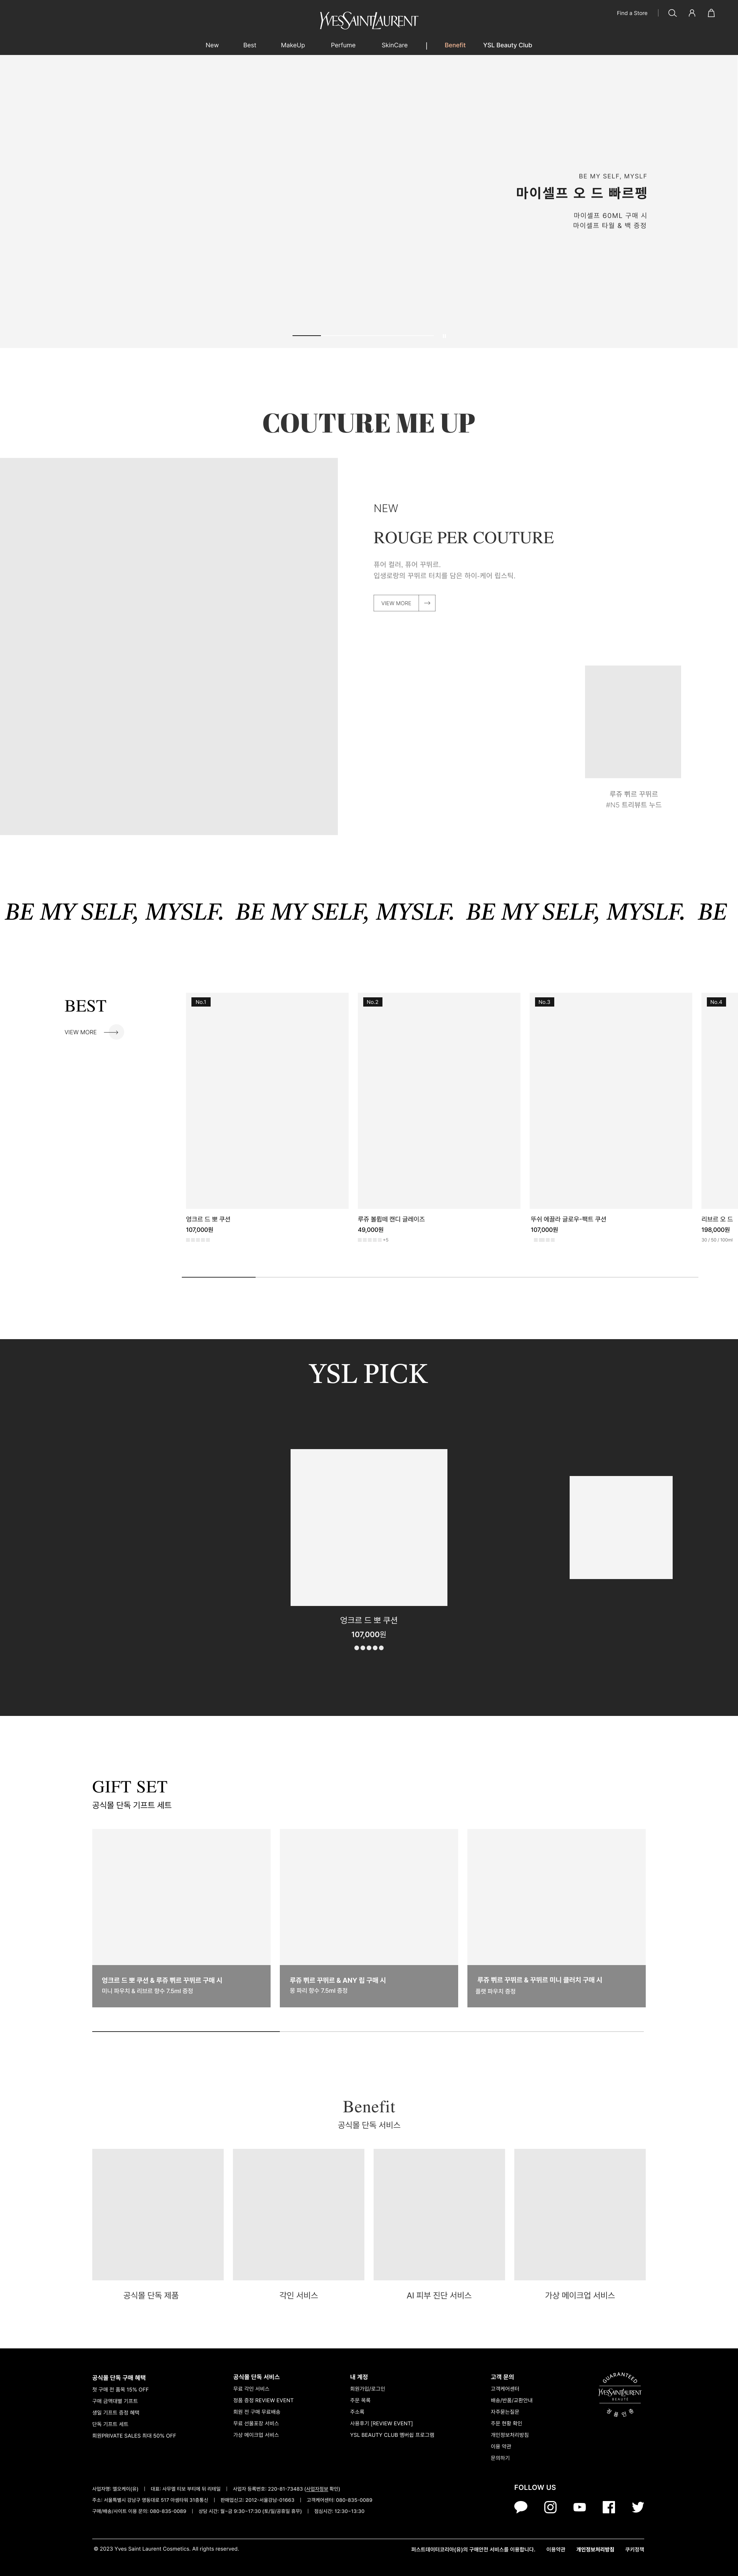 YVES SAINT LAURENT
Find a Store
New Best MakeUp Perfume SkinCare | Benefit YSL Beauty Club
BE MY SELF, MYSLF
마이셀프 오 드 빠르펭
마이셀프 60ML 구매 시
마이셀프 타월 & 백 증정
COUTURE ME UP
NEW
ROUGE PER COUTURE
퓨어 컬러, 퓨어 꾸뛰르.
입생로랑의 꾸뛰르 터치를 담은 하이-케어 립스틱.
VIEW MORE
루쥬 쀠르 꾸뛰르
#NS 트리뷰트 누드
BE MY SELF, MYSLF. BE MY SELF, MYSLF. BE MY SELF, MYSLF. BE
BEST
VIEW MORE
No.1
엉크르 드 뽀 쿠션
107,000원
No.2
루쥬 볼륍떼 캔디 글레이즈
49,000원
+5
No.3
뚜쉬 에끌라 글로우-팩트 쿠션
107,000원
No.4
리브르 오 드
198,000원
30 / 50 / 100ml
YSL PICK
엉크르 드 뽀 쿠션
107,000원
GIFT SET
공식몰 단독 기프트 세트
엉크르 드 뽀 쿠션 & 루쥬 쀠르 꾸뛰르 구매 시
미니 파우치 & 리브르 향수 7.5ml 증정
루쥬 쀠르 꾸뛰르 & ANY 립 구매 시
몽 파리 향수 7.5ml 증정
루쥬 쀠르 꾸뛰르 & 꾸뛰르 미니 클러치 구매 시
플랫 파우치 증정
Benefit
공식몰 단독 서비스
공식몰 단독 제품
각인 서비스
AI 피부 진단 서비스
가상 메이크업 서비스
공식몰 단독 구매 혜택
첫 구매 전 품목 15% OFF
구매 금액대별 기프트
생일 기프트 증정 혜택
단독 기프트 세트
회원PRIVATE SALES 최대 50% OFF
공식몰 단독 서비스
무료 각인 서비스
정품 증정 REVIEW EVENT
회원 전 구매 무료배송
무료 선물포장 서비스
가상 메이크업 서비스
내 계정
회원가입/로그인
주문 목록
주소록
사용후기 [REVIEW EVENT]
YSL BEAUTY CLUB 멤버쉽 프로그램
고객 문의
고객케어센터
배송/반품/교환안내
자주묻는질문
주문 현황 확인
개인정보처리방침
이용 약관
문의하기
GUARANTEED
YVES SAINT LAURENT
BEAUTÉ
정품인증
사업자명: 엘오케이(유) | 대표: 사무엘 타보 부티에 뒤 리테일 | 사업자 등록번호: 220-81-73483 (사업자정보 확인)
주소: 서울특별시 강남구 영동대로 517 아셈타워 31층통신 | 판매업신고: 2012-서울강남-01663 | 고객케어센터: 080-835-0089
구매/배송/사이트 이용 문의: 080-835-0089 | 상담 시간: 월~금 9:30~17:30 (토/일/공휴일 휴무) | 점심시간: 12:30~13:30
FOLLOW US
© 2023 Yves Saint Laurent Cosmetics. All rights reserved.
퍼스트데이터코리아(유)의 구매안전 서비스를 이용합니다. 이용약관 개인정보처리방침 쿠키정책